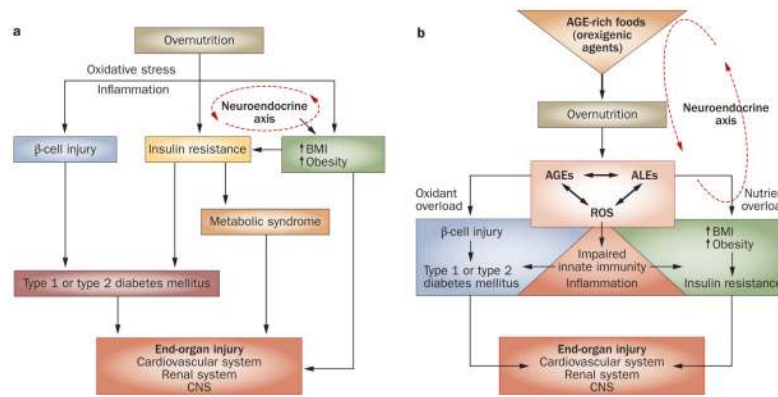 a
Overnutrition
Oxidative stress
Inflammation
Neuroendocrine
axis
β-cell injury
Insulin resistance
↑BMI
↑Obesity
Metabolic syndrome
Type 1 or type 2 diabetes mellitus
End-organ injury
Cardiovascular system
Renal system
CNS
b
AGE-rich foods
(orexigenic
agents)
Overnutrition
Neuroendocrine
axis
AGEs
ALEs
ROS
Oxidant
overload
Nutrien
overload
β-cell injury
Type 1 or type 2
diabetes mellitus
Impaired
innate immunity
Inflammation
↑BMI
↑Obesity
Insulin resistance
End-organ injury
Cardiovascular system
Renal system
CNS